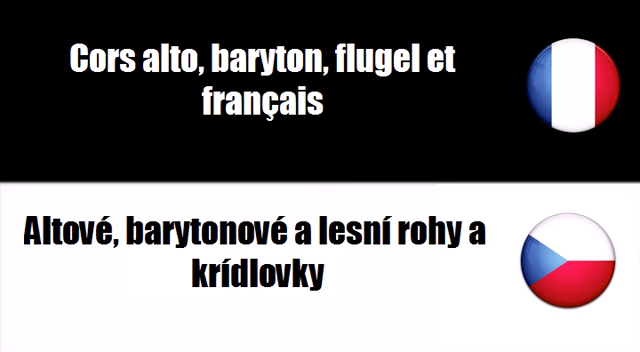 Cors alto, baryton, flugel et
français
Altové, barytonové a lesní rohy a
krídlovky